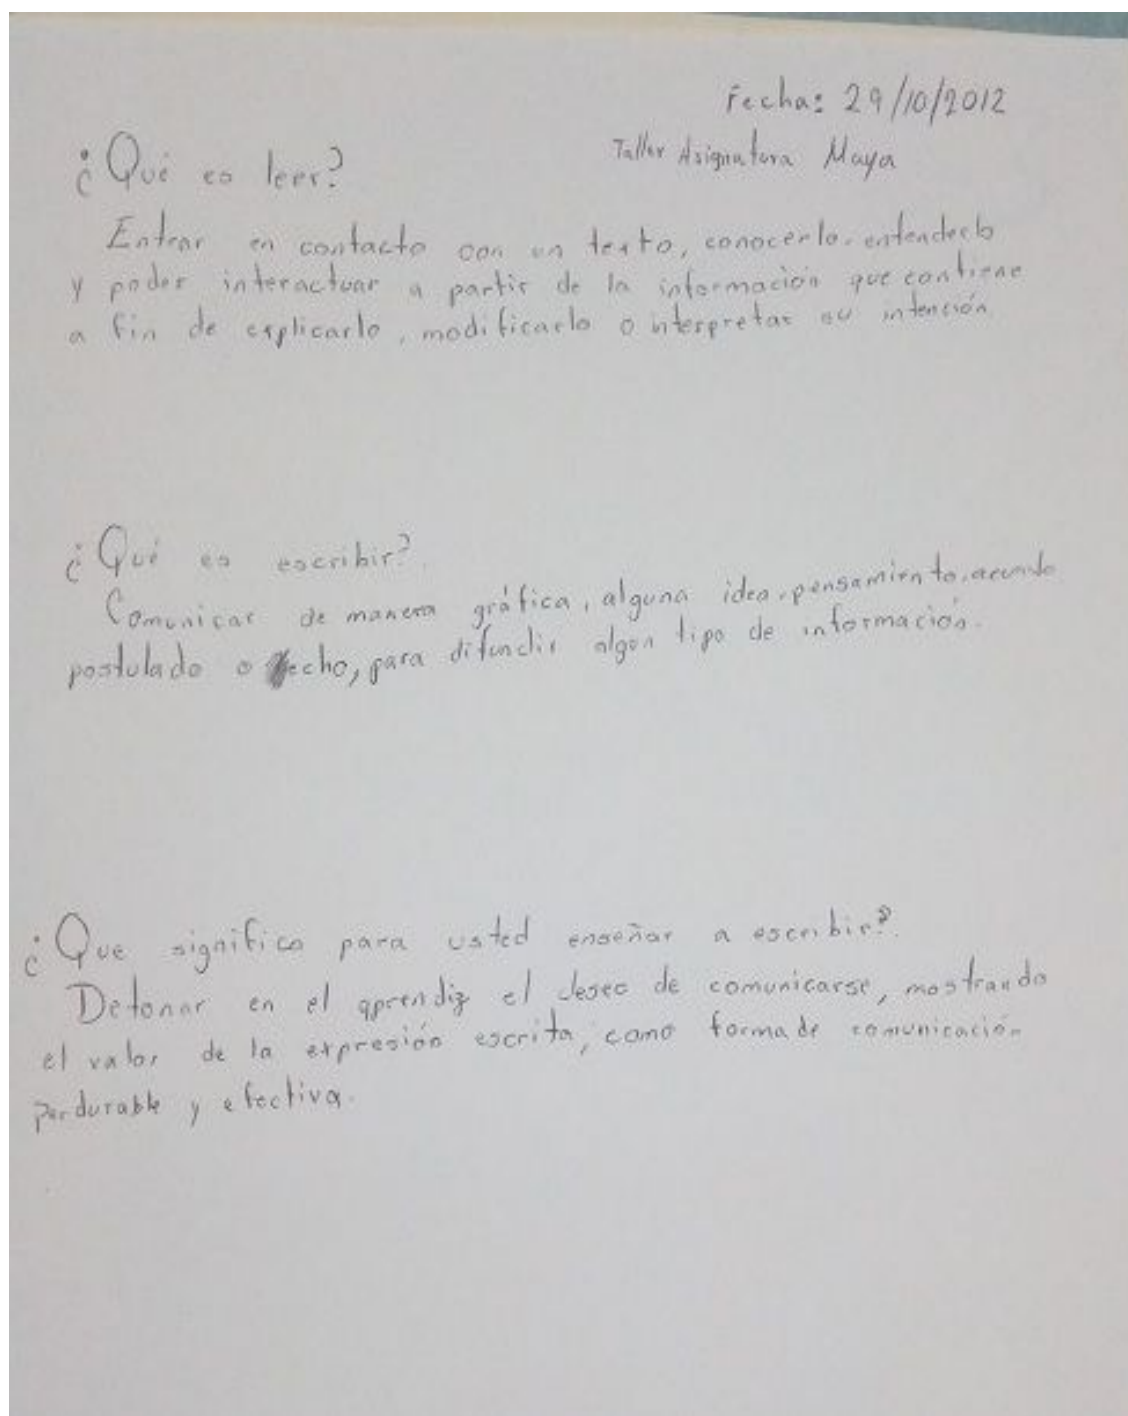 Fecha: 29/10/2012
Taller Asignatura Maya
¿Qué es leer?
Entrar en contacto con un texto, conocerlo, entenderlo
y poder interactuar a partir de la información que contiene
a fin de explicarlo, modificarlo o interpretar su intención
¿Qué es escribir?
Comunicar de manera gráfica, alguna idea, pensamiento, acuerdo
postulado o hecho, para difundir algun tipo de información.
¿Que significa para usted enseñar a escribir?
Detonar en el aprendiz el deseo de comunicarse, mostrando
el valor de la expresión escrita, como forma de comunicación
perdurable y efectiva.